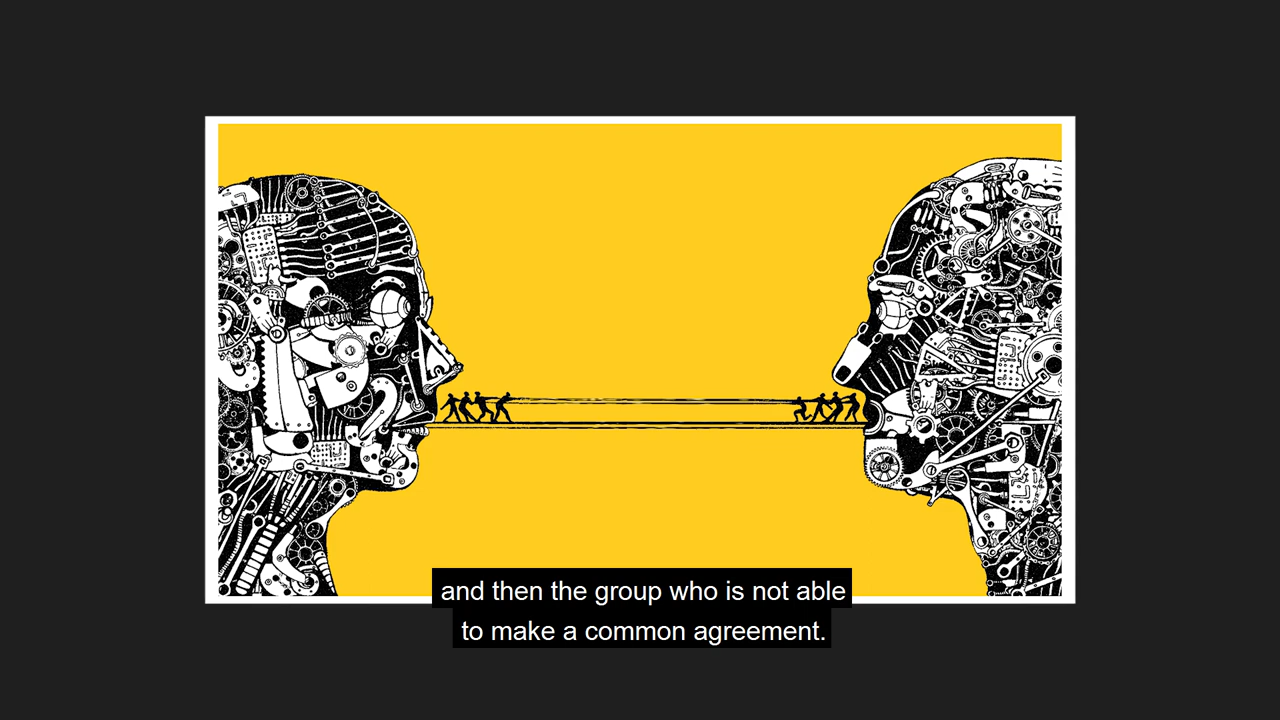 and then the group who is not able
to make a common agreement.